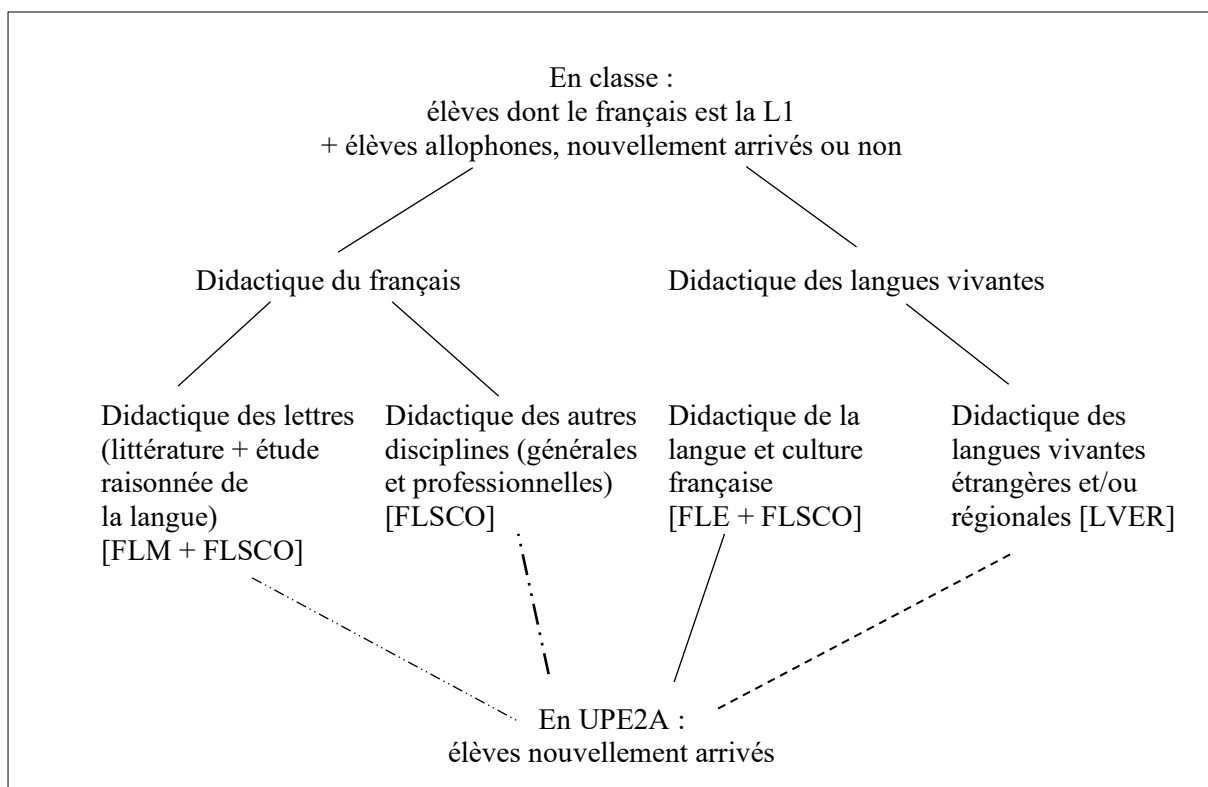 En classe :
élèves dont le français est la L1
+ élèves allophones, nouvellement arrivés ou non
Didactique du français
Didactique des langues vivantes
Didactique des lettres
(littérature + étude
raisonnée de
la langue)
[FLM + FLSCO]
Didactique des autres
disciplines (générales
et professionnelles)
[FLSCO]
Didactique de la
langue et culture
française
[FLE + FLSCO]
Didactique des
langues vivantes
étrangères et/ou
régionales [LVER]
En UPE2A :
élèves nouvellement arrivés